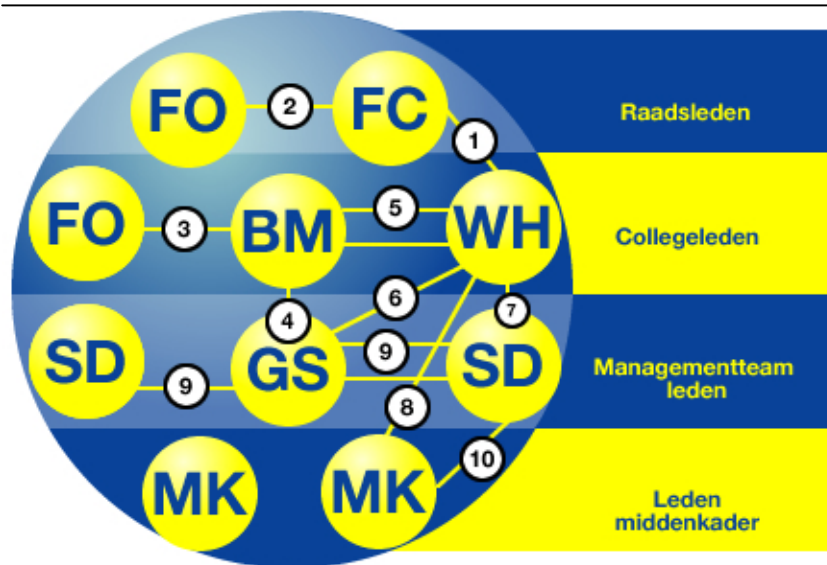 FO 2 FC
1
Raadsleden
FO 3 BM 5 WH
Collegeleden
6
4
7
SD 9 GS 9 SD
Managementteam
leden
8
10
MK MK
Leden
middenkader